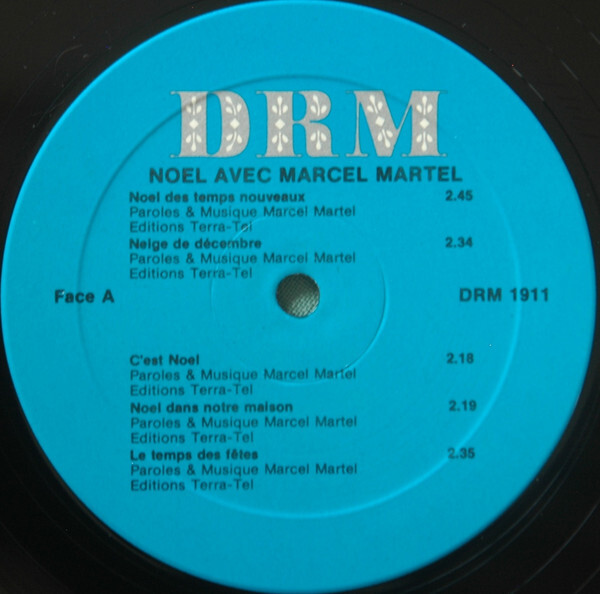 DRM
NOEL AVEC MARCEL MARTEL
Noel des temps nouveaux 2.45
Paroles & Musique Marcel Martel
Editions Terra-Tel
Neige de décembre 2.34
Paroles & Musique Marcel Martel
Editions Terra-Tel
Face A DRM 1911
C'est Noel 2.18
Paroles & Musique Marcel Martel
Editions Terra-Tel
Noel dans notre maison 2.19
Paroles & Musique Marcel Martel
Editions Terra-Tel
Le temps des fêtes 2.35
Paroles & Musique Marcel Martel
Editions Terra-Tel